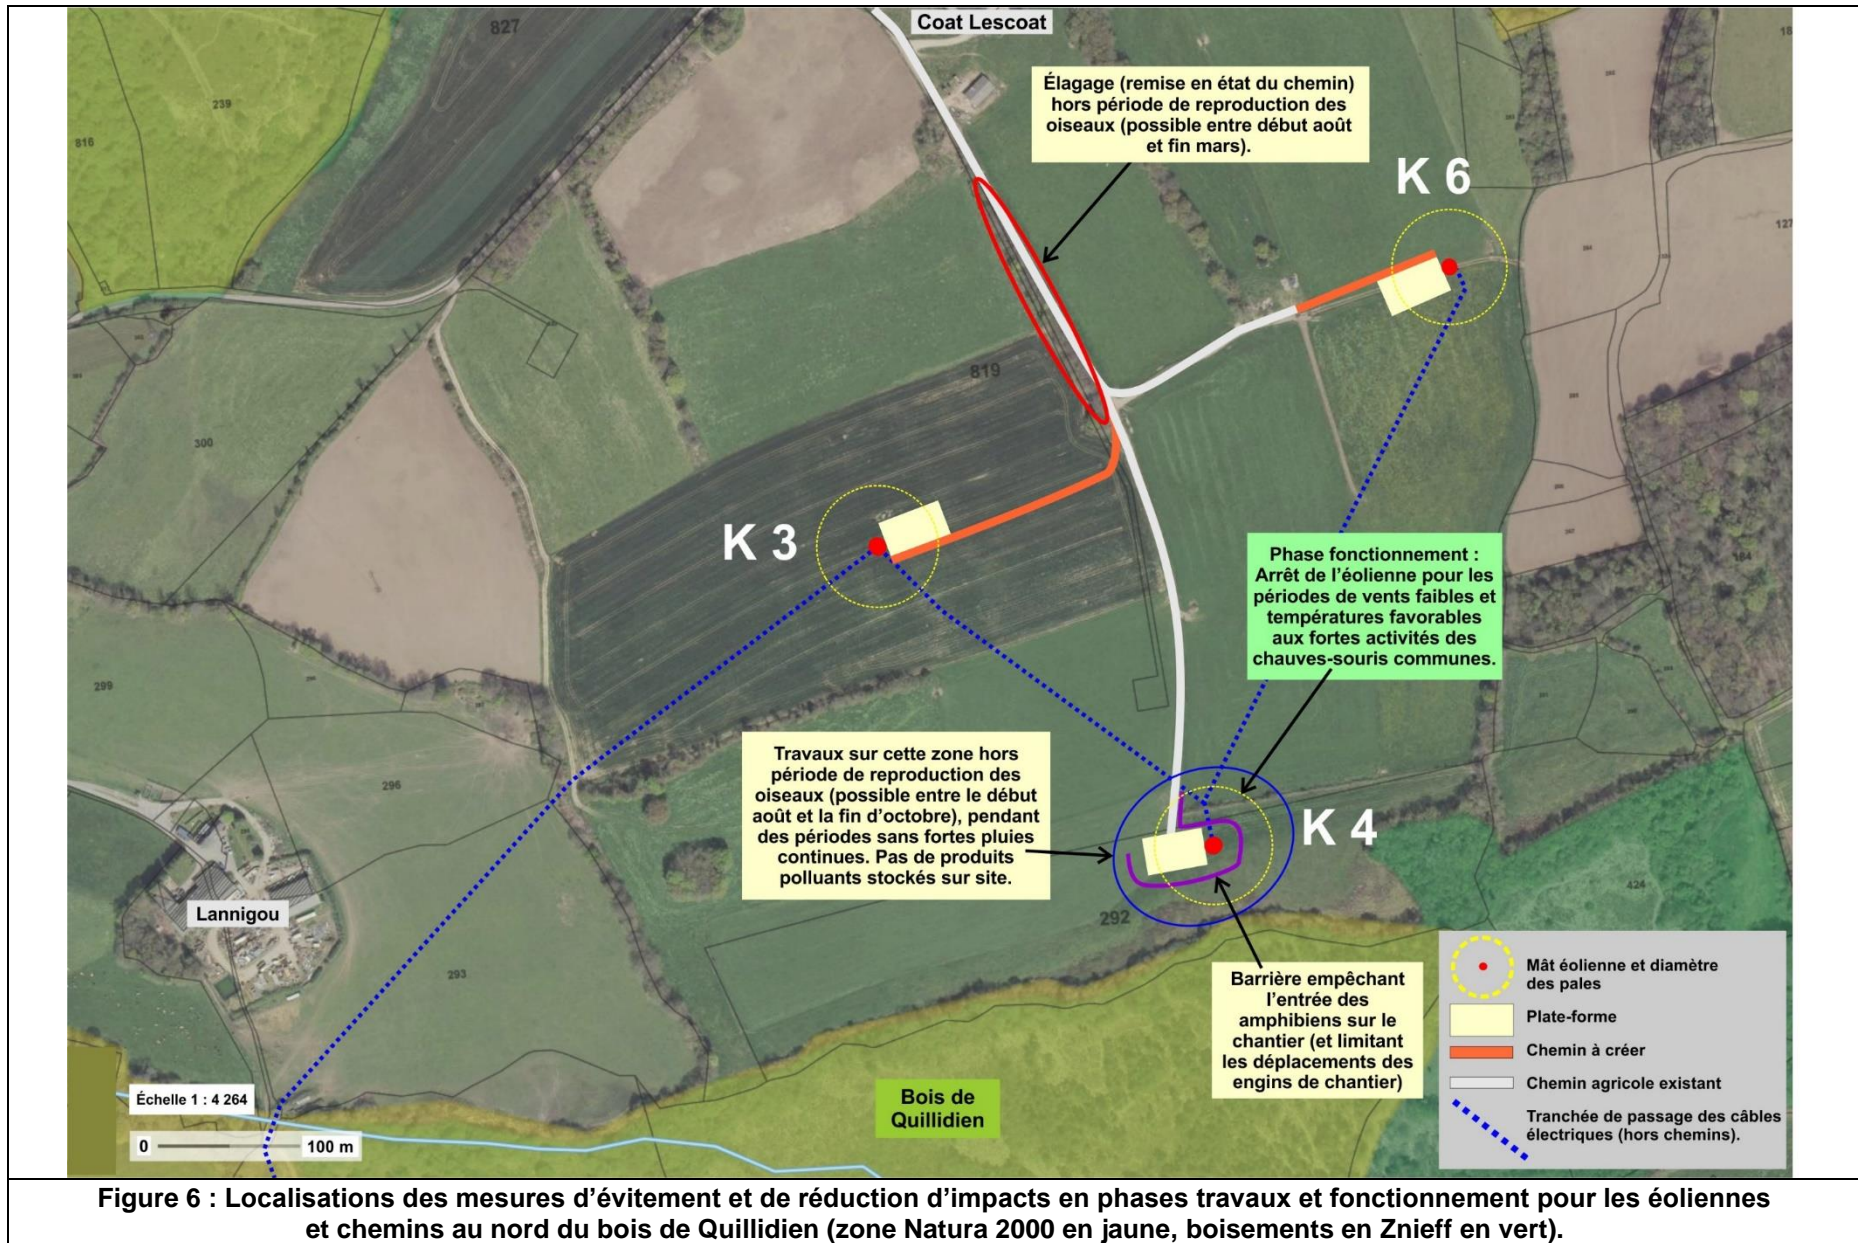 827
Coat Lescoat
239
816
Élagage (remise en état du chemin)
hors période de reproduction des
oiseaux (possible entre début août
et fin mars).
K 6
127
819
300
K 3
Phase fonctionnement :
Arrêt de l'éolienne pour les
périodes de vents faibles et
températures favorables
aux fortes activités des
chauves-souris communes.
184
299
296
Travaux sur cette zone hors
période de reproduction des
oiseaux (possible entre le début
août et la fin d'octobre), pendant
des périodes sans fortes pluies
continues. Pas de produits
polluants stockés sur site.
K 4
Lannigou
292
424
293
Barrière empêchant
l'entrée des
amphibiens sur le
chantier (et limitant
les déplacements des
engins de chantier)
Mât éolienne et diamètre
des pales
Plate-forme
Chemin à créer
Chemin agricole existant
Tranchée de passage des câbles
électriques (hors chemins).
Échelle 1 : 4 264
0 100 m
Bois de
Quillidien
Figure 6 : Localisations des mesures d'évitement et de réduction d'impacts en phases travaux et fonctionnement pour les éoliennes
et chemins au nord du bois de Quillidien (zone Natura 2000 en jaune, boisements en Znieff en vert).